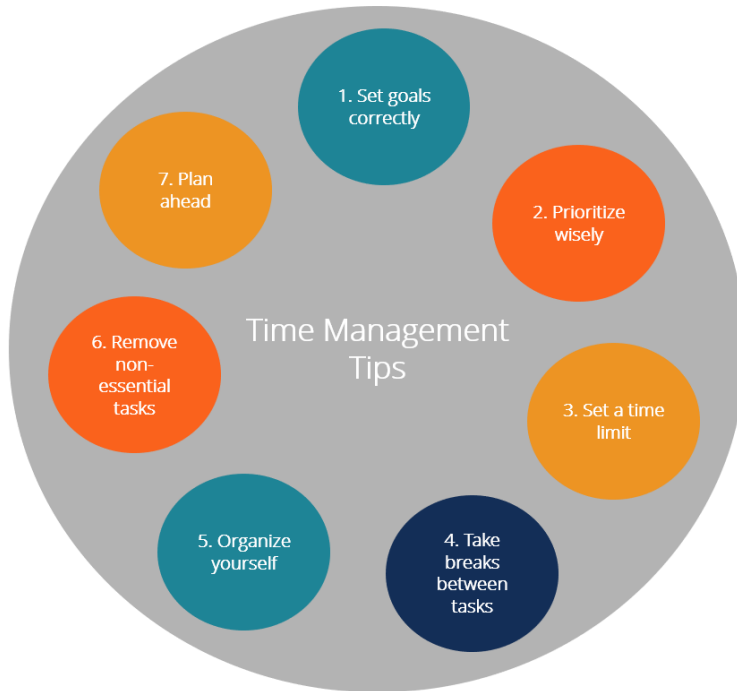 1. Set goals
correctly
2. Prioritize
wisely
3. Set a time
limit
4. Take
breaks
between
tasks
5. Organize
yourself
6. Remove
non-
essential
tasks
7. Plan
ahead
Time Management
Tips